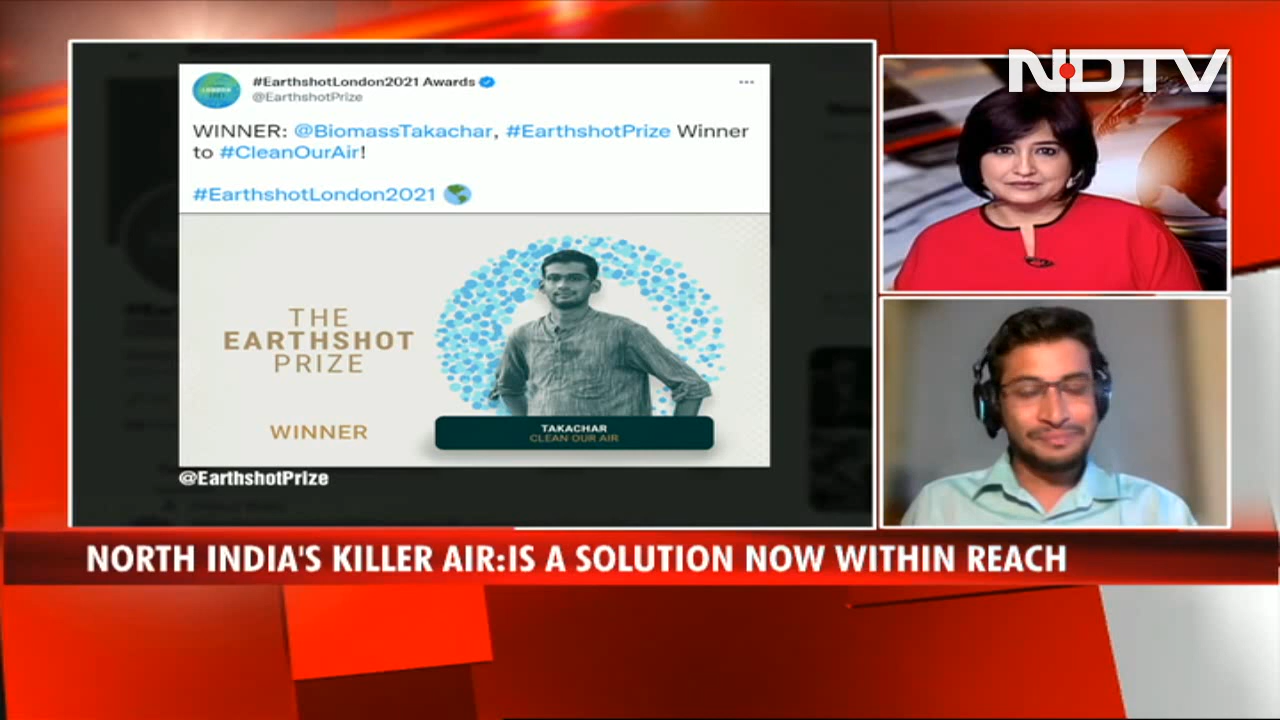 NDTV
#EarthshotLondon2021 Awards
@EarthshotPrize
WINNER: @BiomassTakachar, #EarthshotPrize Winner
to #CleanOurAir!
#EarthshotLondon2021
THE
EARTHSHOT
PRIZE
WINNER
TAKACHAR
CLEAN OUR AIR
@EarthshotPrize
NORTH INDIA'S KILLER AIR:IS A SOLUTION NOW WITHIN REACH